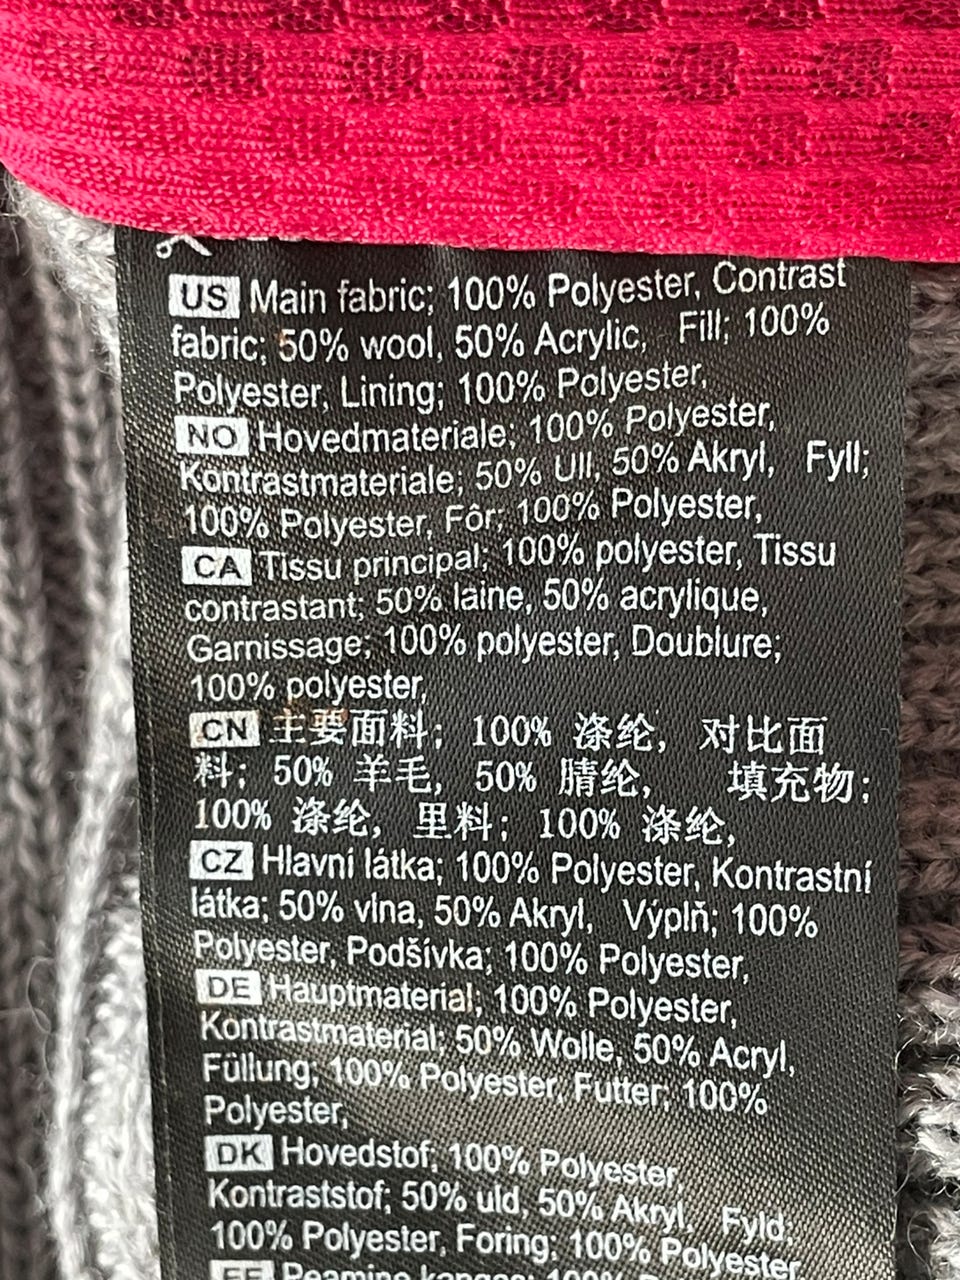 US Main fabric; 100% Polyester, Contrast
fabric; 50% wool, 50% Acrylic, Fill; 100%
Polyester, Lining; 100% Polyester,
NO Hovedmateriale; 100% Polyester,
Kontrastmateriale; 50% Ull, 50% Akryl, Fyll;
100% Polyester, Fôr; 100% Polyester,
CA Tissu principal; 100% polyester, Tissu
contrastant; 50% laine, 50% acrylique,
Garnissage; 100% polyester, Doublure;
100% polyester,
CN 主要面料; 100% 涤纶, 对比面
料; 50% 羊毛, 50% 腈纶, 填充物;
100% 涤纶, 里料; 100% 涤纶,
CZ Hlavní látka; 100% Polyester, Kontrastní
látka; 50% vlna, 50% Akryl, Výplň; 100%
Polyester, Podšívka; 100% Polyester,
DE Hauptmaterial; 100% Polyester,
Kontrastmaterial; 50% Wolle, 50% Acryl,
Füllung; 100% Polyester, Futter; 100%
Polyester,
DK Hovedstof; 100% Polyester
Kontraststof; 50% uld, 50% Akryl, Fyld;
100% Polyester, Foring; 100% Polyester,
EE Peamine kangas; 100%